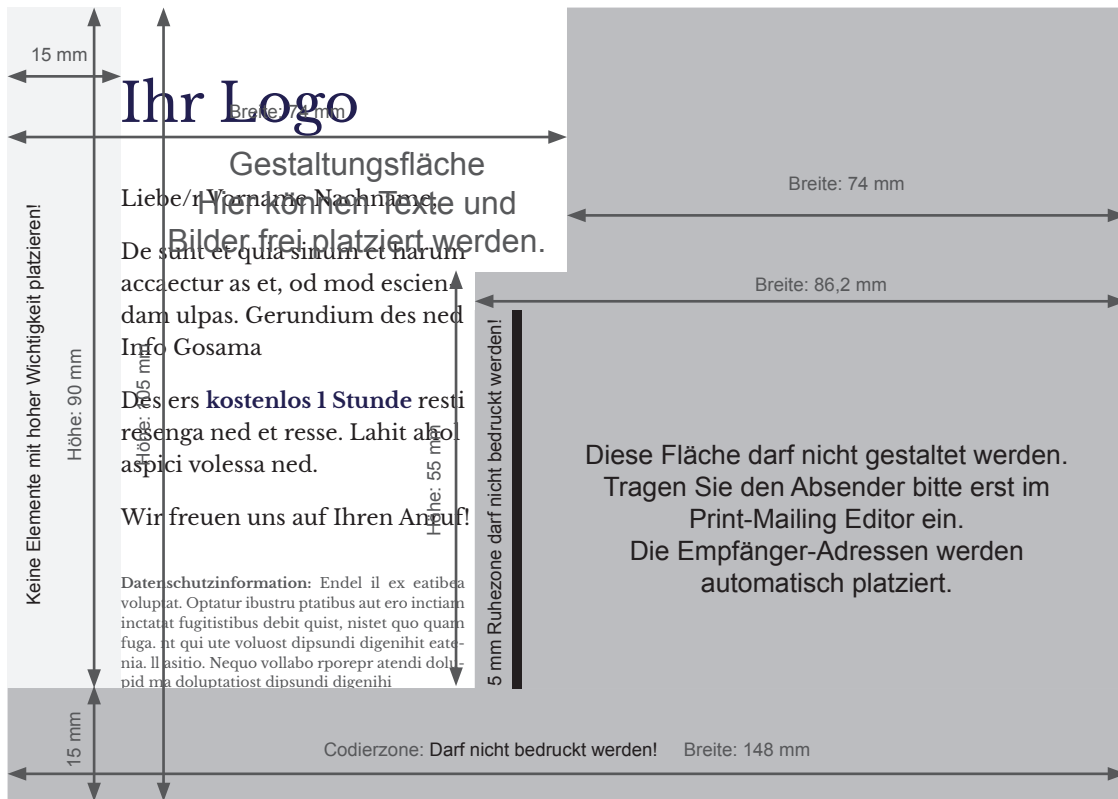 15 mm
Ihr Logo
Breite: 74 mm
Gestaltungsfläche
Hier können Texte und
Bilder frei platziert werden.
Liebe/r Vorname Nachname,
De sunt et quia sinum et harum
accaectur as et, od mod escien-
dam ulpas. Gerundium des ned
Info Gosama
Des ers kostenlos 1 Stunde resti
resenga ned et resse. Lahit abol
aspici volessa ned.
Wir freuen uns auf Ihren Anruf!
Datenschutzinformation: Endel il ex eatibea
voluptat. Optatur ibustru ptatibus aut ero inctiam
inctatat fugitistibus debit quist, nistet quo quam
fuga. nt qui ute voluost dipsundi digenihit eate-
nia. ll asitio. Nequo vollabo rporepr atendi dolu-
pid ma doluptatiost dipsundi digenihi
Keine Elemente mit hoher Wichtigkeit platzieren!
Höhe: 90 mm
Höhe: 105 mm
Höhe: 55 mm
5 mm Ruhezone darf nicht bedruckt werden!
Breite: 74 mm
Breite: 86,2 mm
Diese Fläche darf nicht gestaltet werden.
Tragen Sie den Absender bitte erst im
Print-Mailing Editor ein.
Die Empfänger-Adressen werden
automatisch platziert.
15 mm
Codierzone: Darf nicht bedruckt werden! Breite: 148 mm